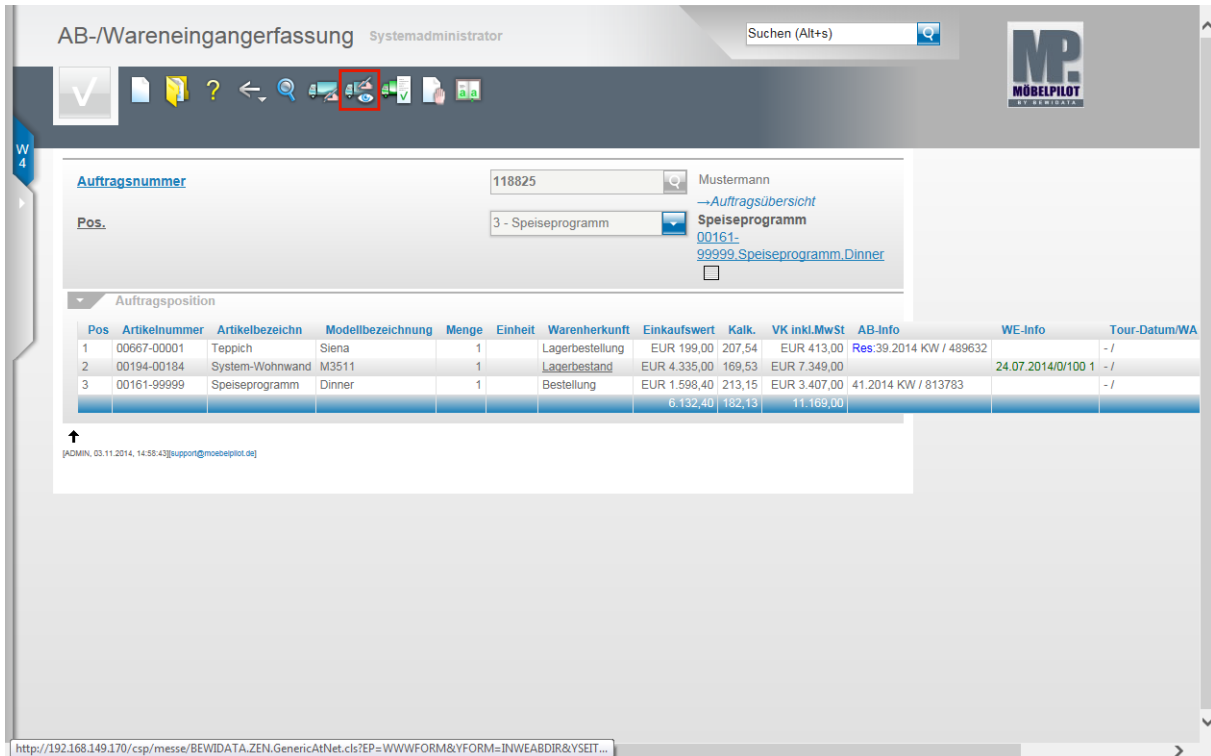 AB-/Wareneingangerfassung Systemadministrator
Suchen (Alt+s)
MP.
MÖBELPILOT
BY BEWIDATA
?
W
4
Auftragsnummer 118825 Mustermann
→Auftragsübersicht
Pos. 3 - Speiseprogramm Speiseprogramm
00161-
99999,Speiseprogramm,Dinner
Auftragsposition
Pos Artikelnummer Artikelbezeichn Modellbezeichnung Menge Einheit Warenherkunft Einkaufswert Kalk. VK inkl.MwSt AB-Info WE-Info Tour-Datum/WA
1 00667-00001 Teppich Siena 1 Lagerbestellung EUR 199,00 207,54 EUR 413,00 Res:39.2014 KW / 489632 - /
2 00194-00184 System-Wohnwand M3511 1 Lagerbestand EUR 4.335,00 169,53 EUR 7.349,00 24.07.2014/0/100 1 - /
3 00161-99999 Speiseprogramm Dinner 1 Bestellung EUR 1.598,40 213,15 EUR 3.407,00 41.2014 KW / 813783 - /
6.132,40 182,13 11.169,00
[ADMIN, 03.11.2014, 14:58:43][support@moebelpilot.de]
http://192.168.149.170/csp/messe/BEWIDATA.ZEN.GenericAtNet.cls?EP=WWWFORM&YFORM=INWEABDIR&YSEIT...